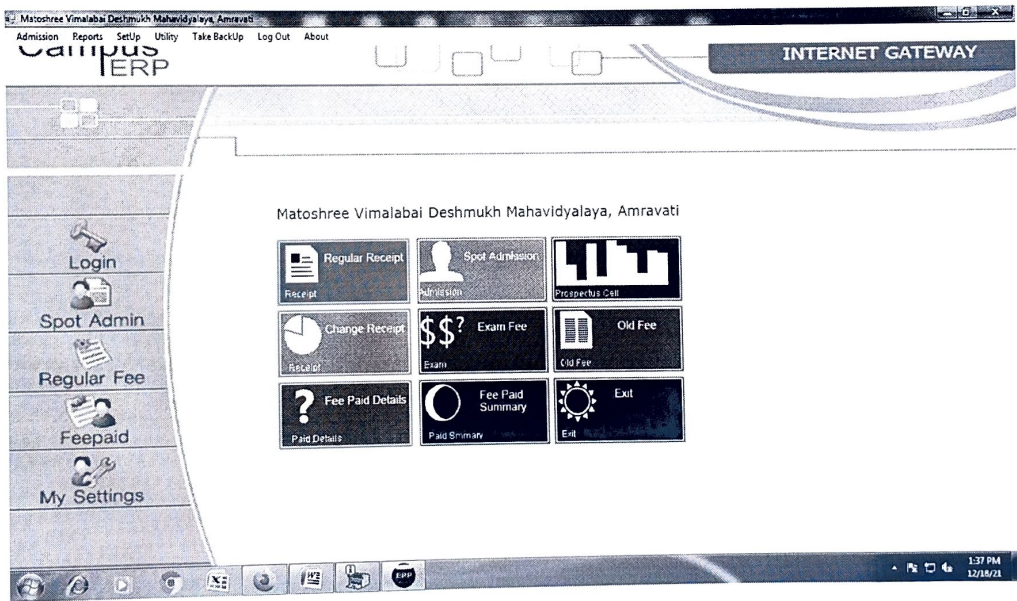 Matoshree Vimalabai Deshmukh Mahavidyalaya, Amravati
Admission Reports SetUp Utility Take BackUp Log Out About
Campus
ERP
INTERNET GATEWAY
Matoshree Vimalabai Deshmukh Mahavidyalaya, Amravati
Login
Spot Admin
Regular Fee
Feepaid
My Settings
Regular Receipt
Receipt
Spot Admission
Admission
Prospectus Cell
Change Receipt
Receipt
$$? Exam Fee
Exam
Old Fee
Old Fee
? Fee Paid Details
Paid Details
Fee Paid
Summary
Paid Smmary
Exit
Exit
ERP
1:37 PM
12/18/21